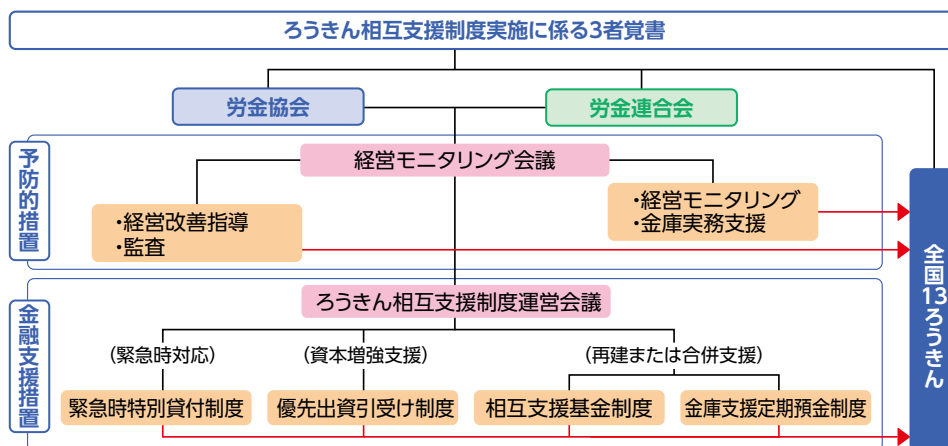 ろうきん相互支援制度実施に係る3者覚書
労金協会
労金連合会
予防的措置
経営モニタリング会議
・経営改善指導
・監査
・経営モニタリング
・金庫実務支援
全国13ろうきん
金融支援措置
ろうきん相互支援制度運営会議
(緊急時対応)
(資本増強支援)
(再建または合併支援)
緊急時特別貸付制度
優先出資引受け制度
相互支援基金制度
金庫支援定期預金制度